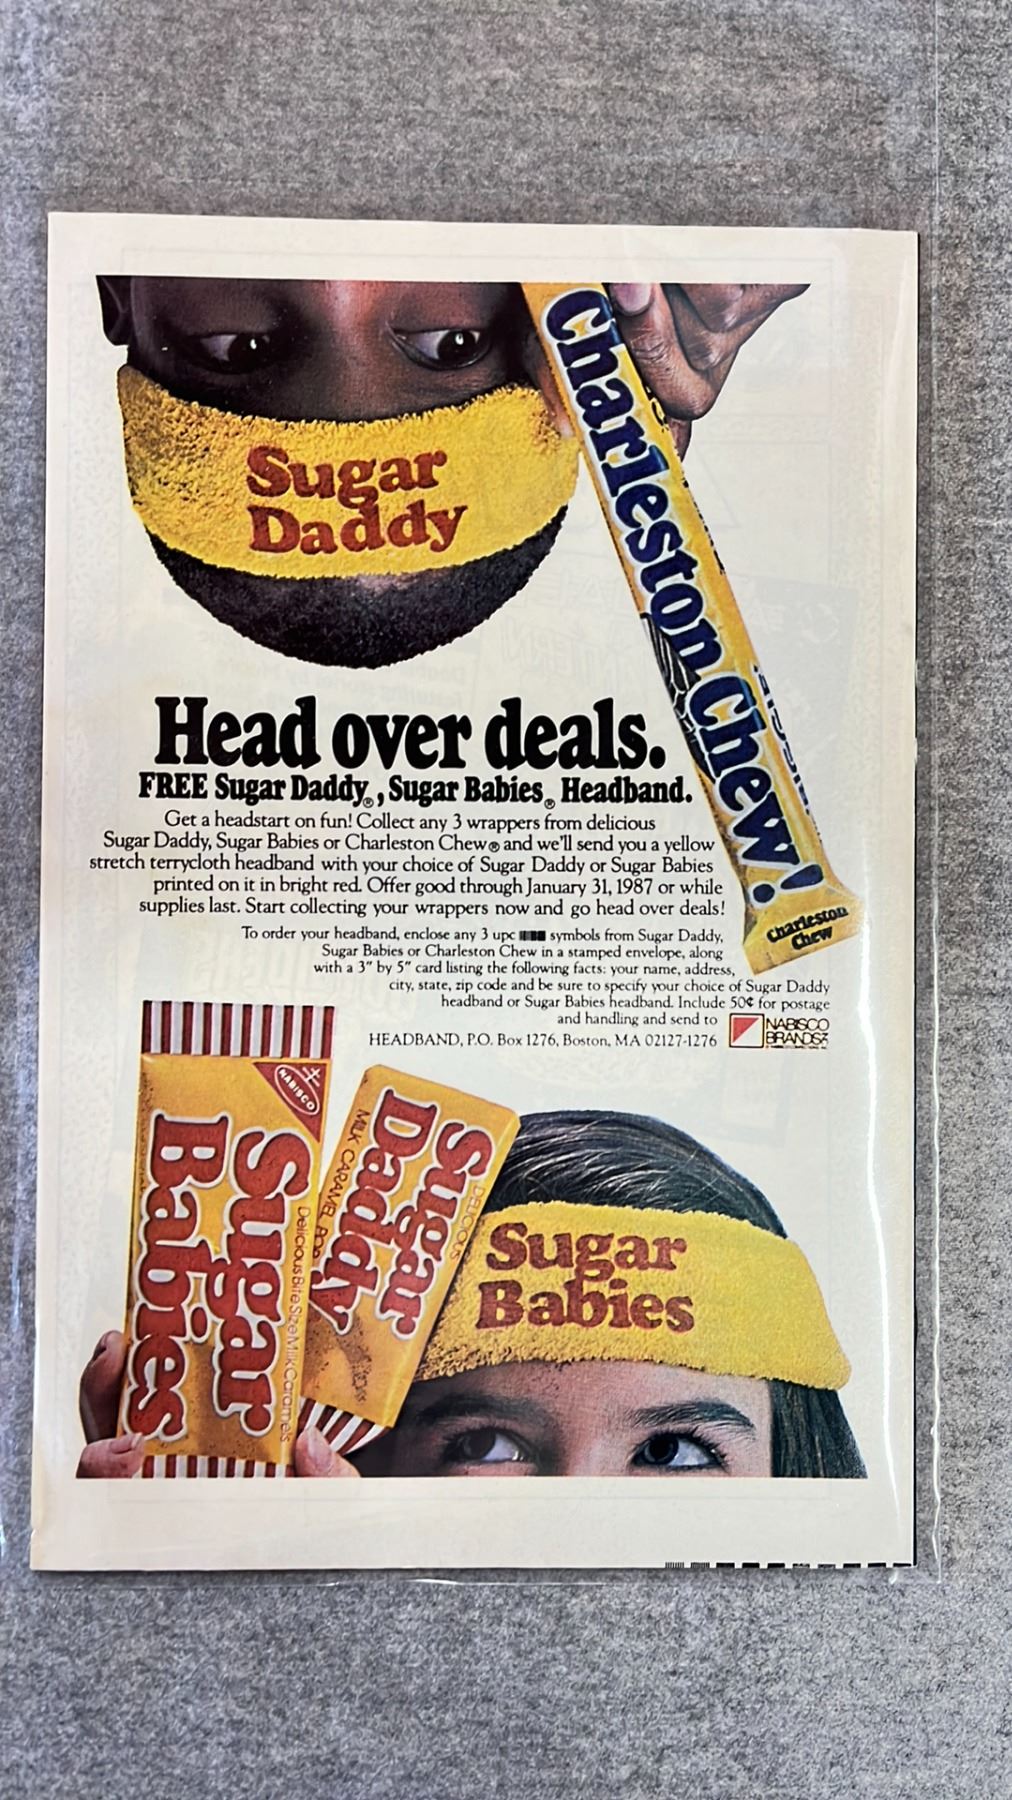 Sugar
Daddy
Charleston Chew!
Charleston
Chew
Head over deals.
FREE Sugar Daddy®, Sugar Babies® Headband.
Get a headstart on fun! Collect any 3 wrappers from delicious
Sugar Daddy, Sugar Babies or Charleston Chew® and we'll send you a yellow
stretch terrycloth headband with your choice of Sugar Daddy or Sugar Babies
printed on it in bright red. Offer good through January 31, 1987 or while
supplies last. Start collecting your wrappers now and go head over deals!
To order your headband, enclose any 3 upc symbols from Sugar Daddy,
Sugar Babies or Charleston Chew in a stamped envelope, along
with a 3" by 5" card listing the following facts: your name, address,
city, state, zip code and be sure to specify your choice of Sugar Daddy
headband or Sugar Babies headband. Include 50¢ for postage
and handling and send to
HEADBAND, P.O. Box 1276, Boston, MA 02127-1276
NABISCO
BRANDS
NABISCO
Sugar
Babies
Delicious Bite Size Milk Caramels
Sugar
Daddy
MILK CARAMEL POP
DELICIOUS
Sugar
Babies